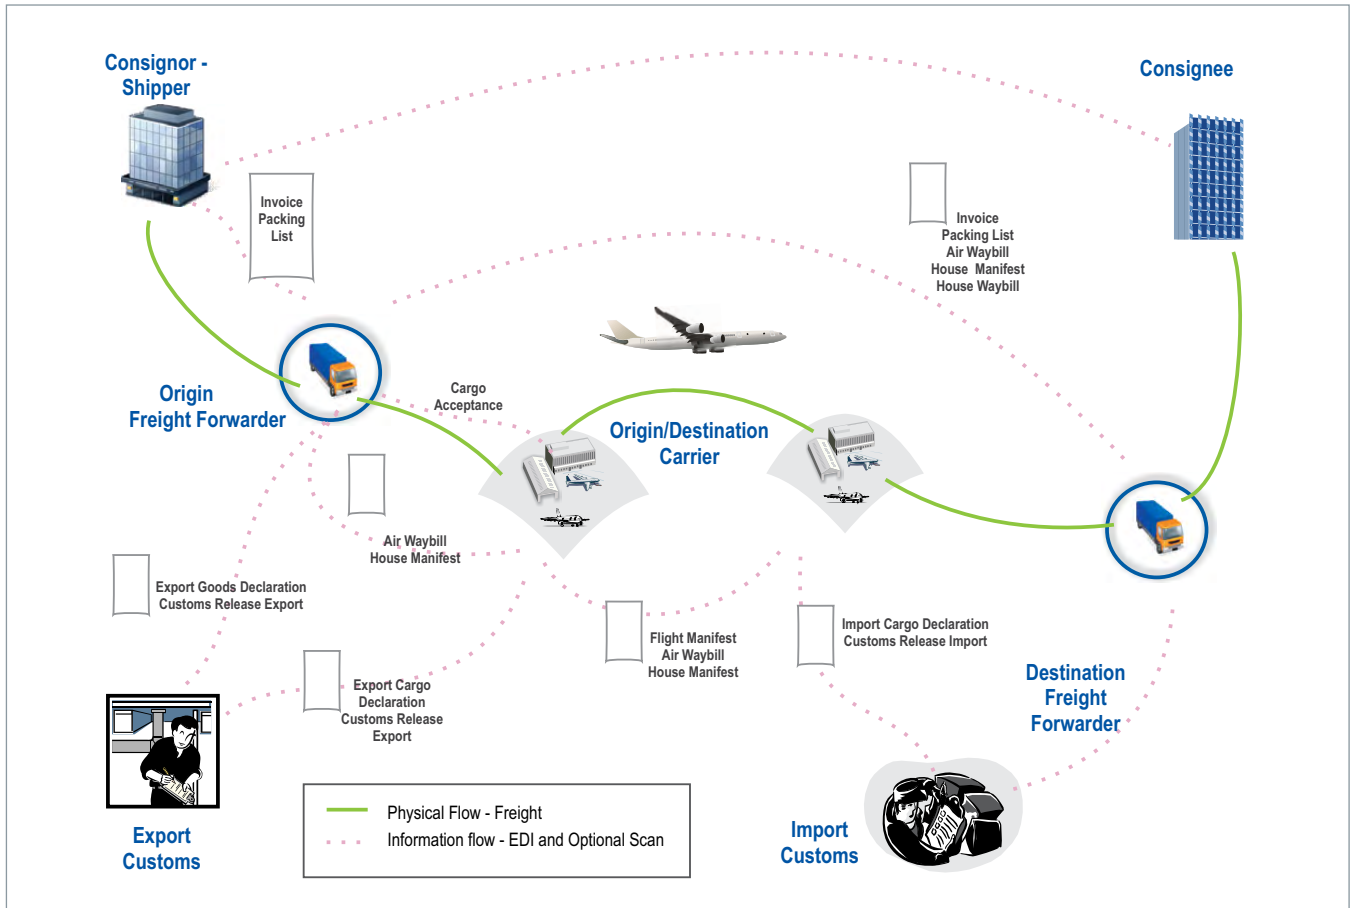 Consignor -
Shipper
Consignee
Invoice
Packing
List
Invoice
Packing List
Air Waybill
House Manifest
House Waybill
Origin
Freight Forwarder
Cargo
Acceptance
Origin/Destination
Carrier
Air Waybill
House Manifest
Export Goods Declaration
Customs Release Export
Flight Manifest
Air Waybill
House Manifest
Import Cargo Declaration
Customs Release Import
Export Cargo
Declaration
Customs Release
Export
Destination
Freight
Forwarder
Export
Customs
Physical Flow - Freight
Information flow - EDI and Optional Scan
Import
Customs